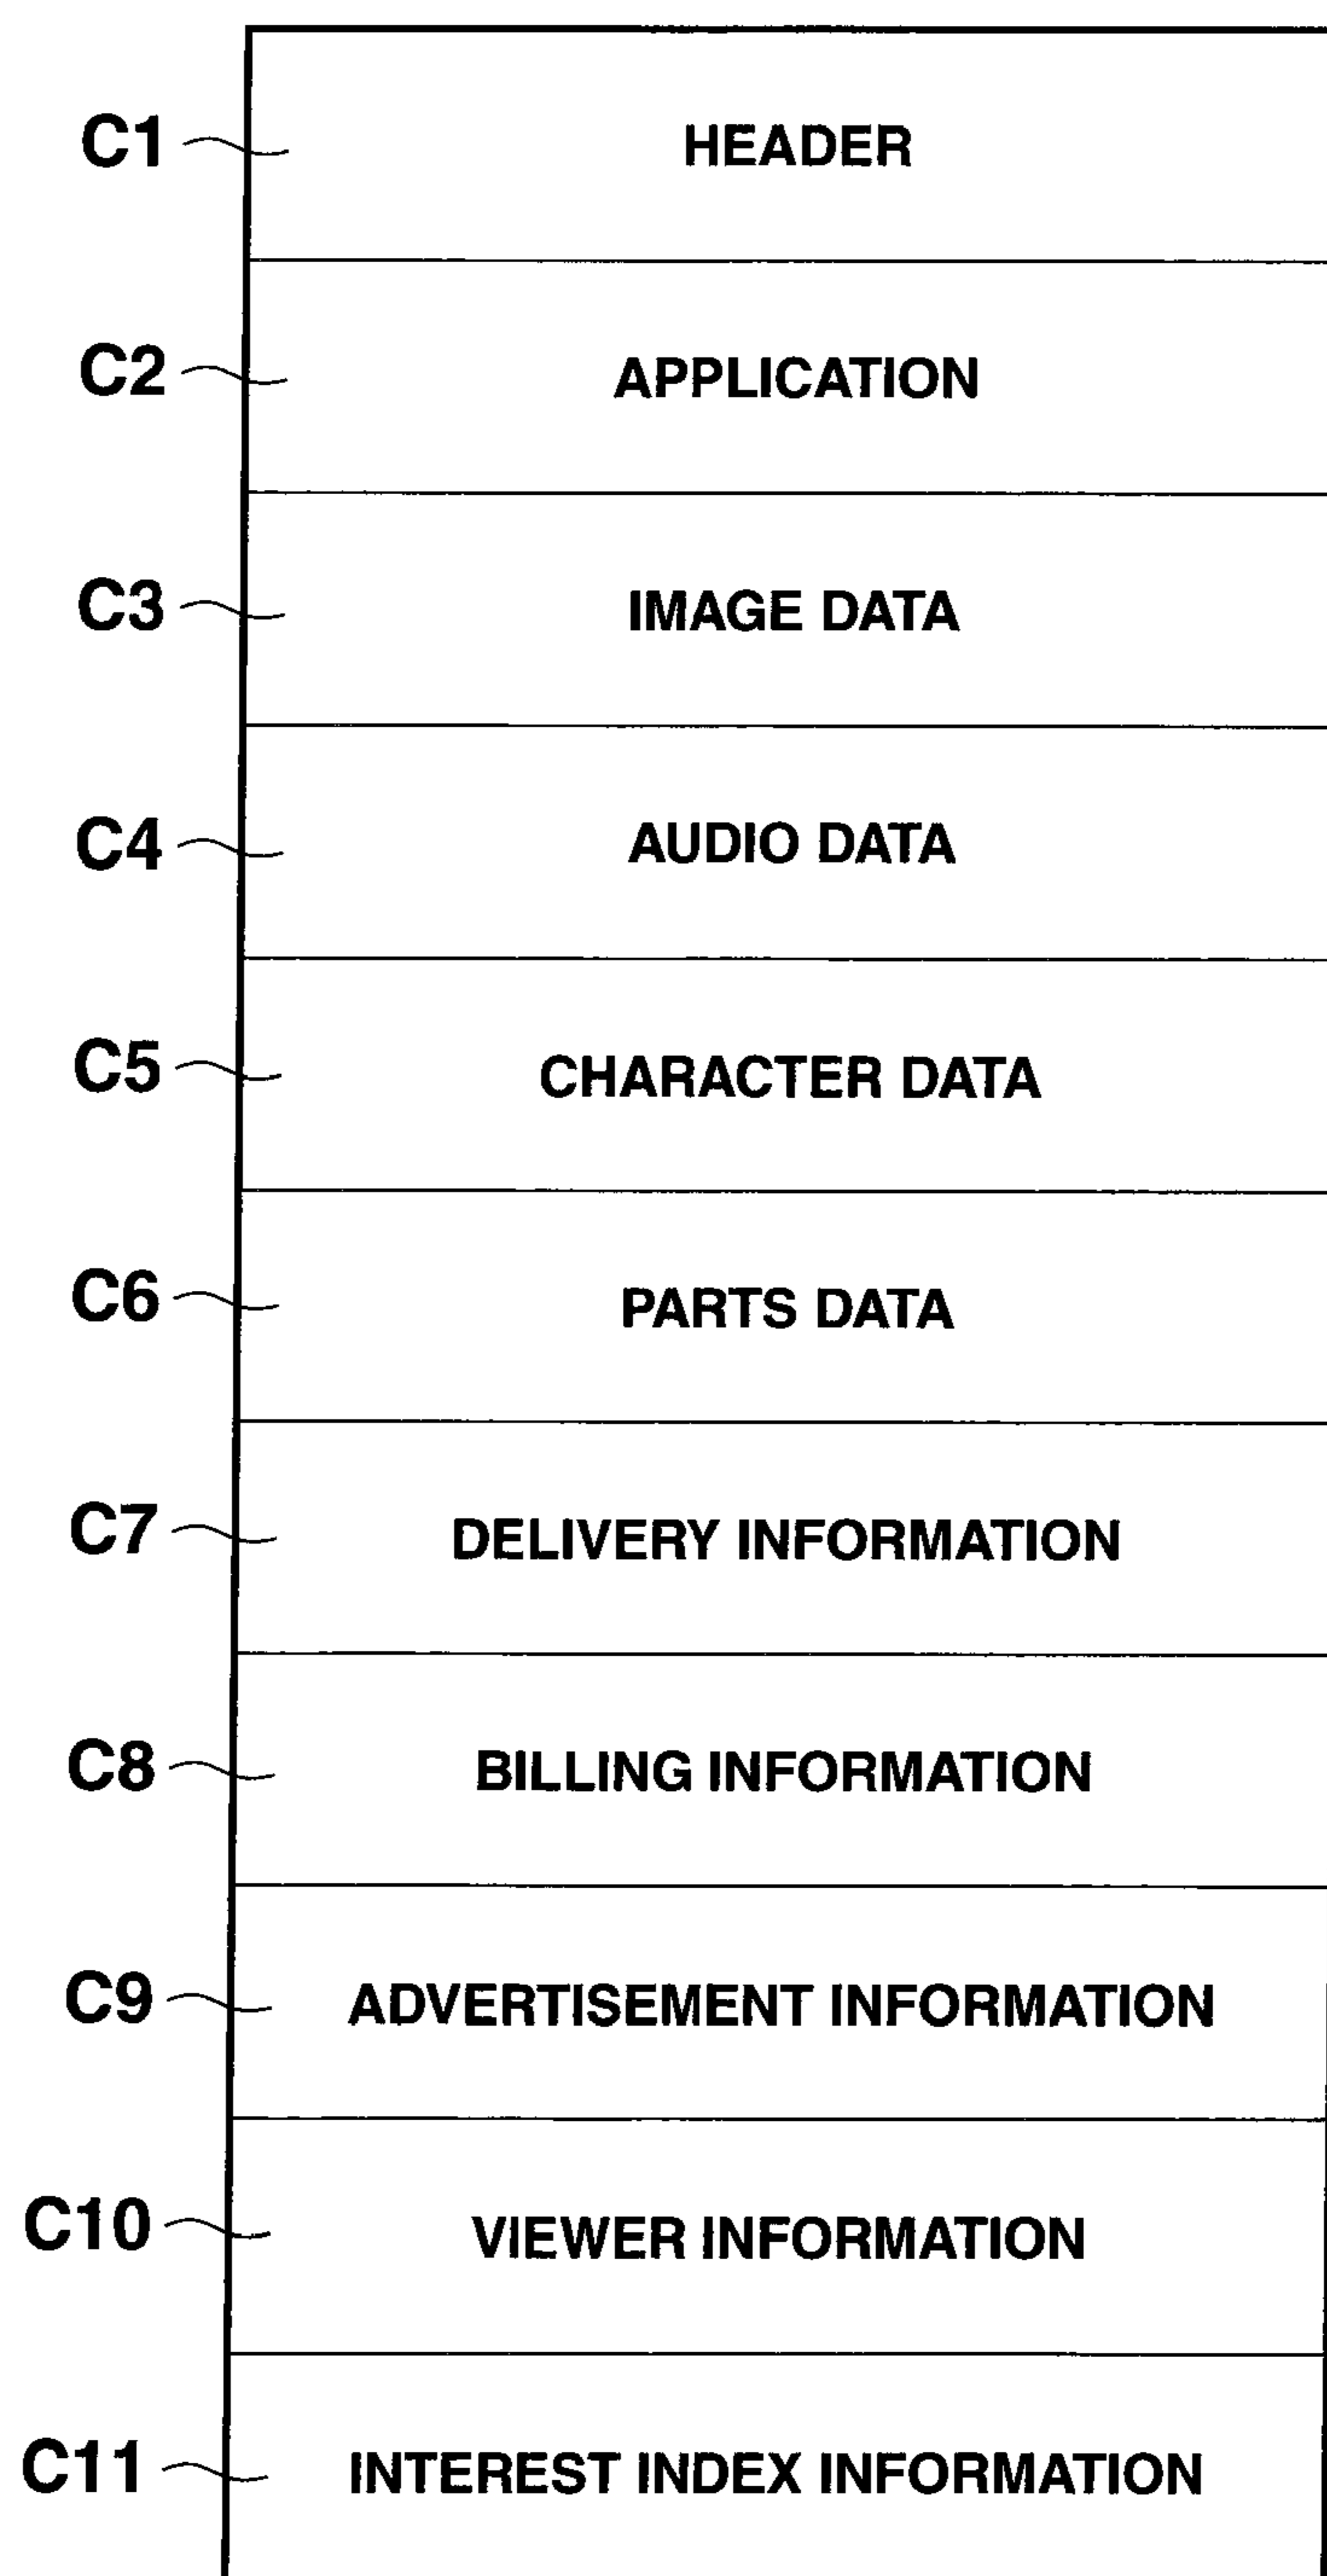 C1 HEADER
C2 APPLICATION
C3 IMAGE DATA
C4 AUDIO DATA
C5 CHARACTER DATA
C6 PARTS DATA
C7 DELIVERY INFORMATION
C8 BILLING INFORMATION
C9 ADVERTISEMENT INFORMATION
C10 VIEWER INFORMATION
C11 INTEREST INDEX INFORMATION